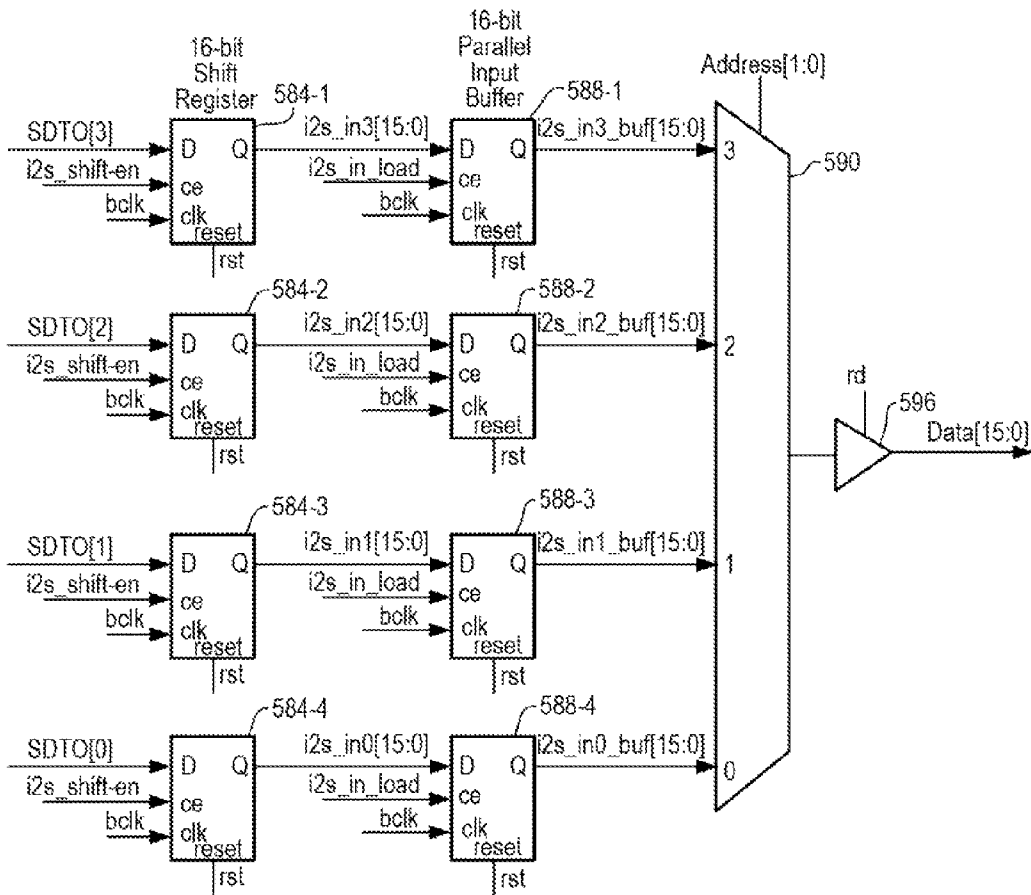 16-bit
Shift
Register
16-bit
Parallel
Input
Buffer
Address[1:0]
584-1
588-1
590
SDTO[3]
i2s_shift-en
bclk
D Q
ce
clk
reset
rst
i2s_in3[15:0]
i2s_in_load
bclk
D Q
ce
clk
reset
rst
i2s_in3_buf[15:0]
3
584-2
588-2
SDTO[2]
i2s_shift-en
bclk
D Q
ce
clk
reset
rst
i2s_in2[15:0]
i2s_in_load
bclk
D Q
ce
clk
reset
rst
i2s_in2_buf[15:0]
2
rd
596
Data[15:0]
584-3
588-3
SDTO[1]
i2s_shift-en
bclk
D Q
ce
clk
reset
rst
i2s_in1[15:0]
i2s_in_load
bclk
D Q
ce
clk
reset
rst
i2s_in1_buf[15:0]
1
584-4
588-4
SDTO[0]
i2s_shift-en
bclk
D Q
ce
clk
reset
rst
i2s_in0[15:0]
i2s_in_load
bclk
D Q
ce
clk
reset
rst
i2s_in0_buf[15:0]
0